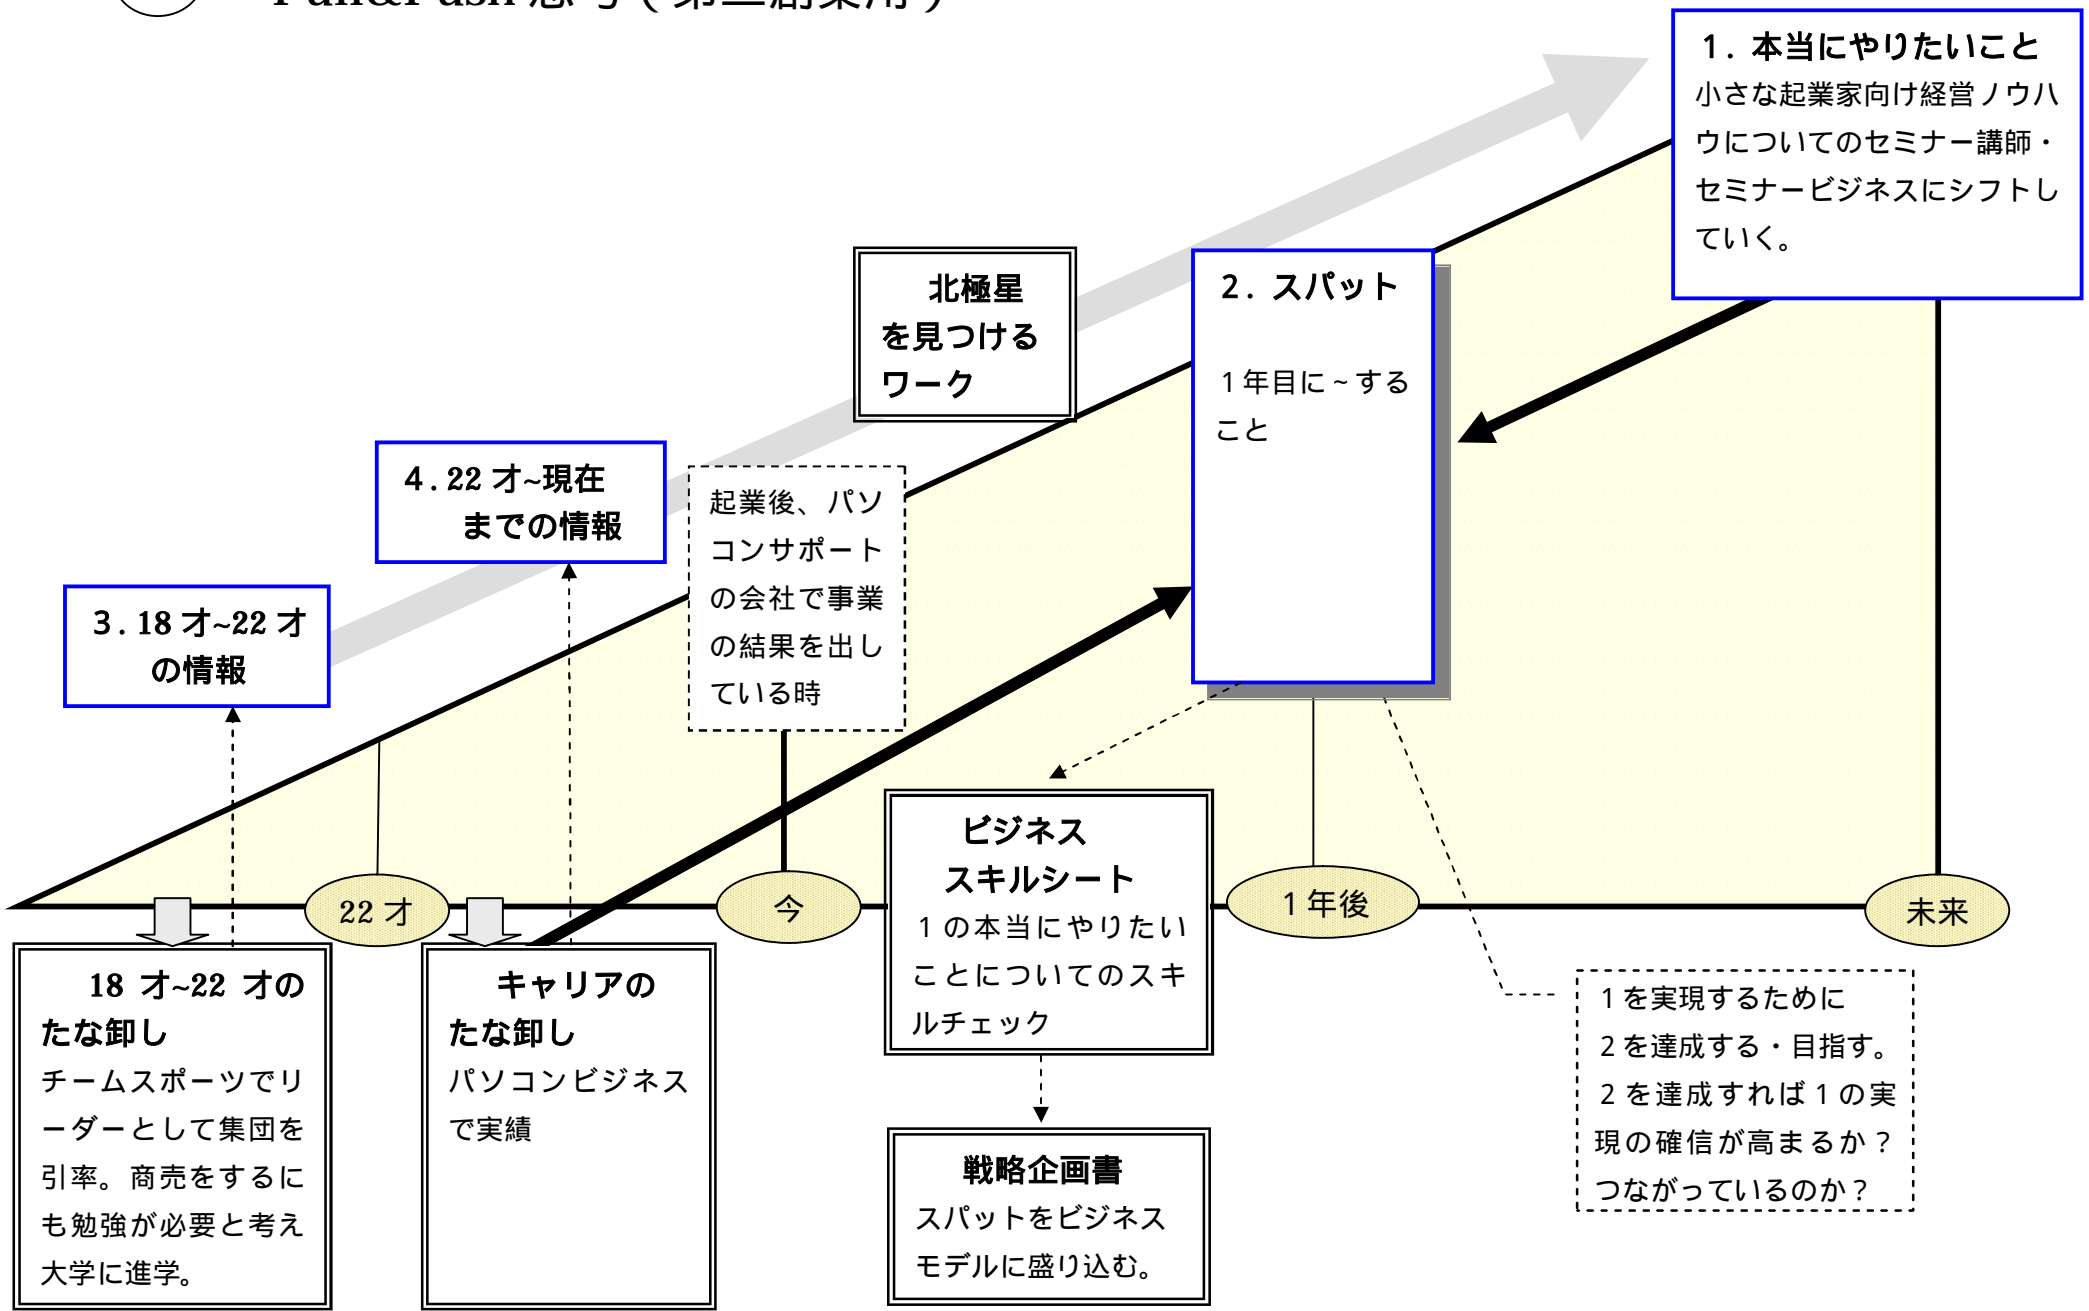 １．本当にやりたいこと
小さな起業家向け経営ノウハ
ウについてのセミナー講師・
セミナービジネスにシフトし
ていく。
２．スパット
１年目に～する
こと
北極星
を見つける
ワーク
４．22 才~現在
までの情報
起業後、パソ
コンサポート
の会社で事業
の結果を出し
ている時
３．18 才~22 才
の情報
22 才
今
１年後
未来
18 才~22 才の
たな卸し
チームスポーツでリ
ーダーとして集団を
引率。商売をするに
も勉強が必要と考え
大学に進学。
キャリアの
たな卸し
パソコンビジネス
で実績
ビジネス
スキルシート
１の本当にやりたい
ことについてのスキ
ルチェック
戦略企画書
スパットをビジネス
モデルに盛り込む。
１を実現するために
２を達成する・目指す。
２を達成すれば１の実
現の確信が高まるか？
つながっているのか？